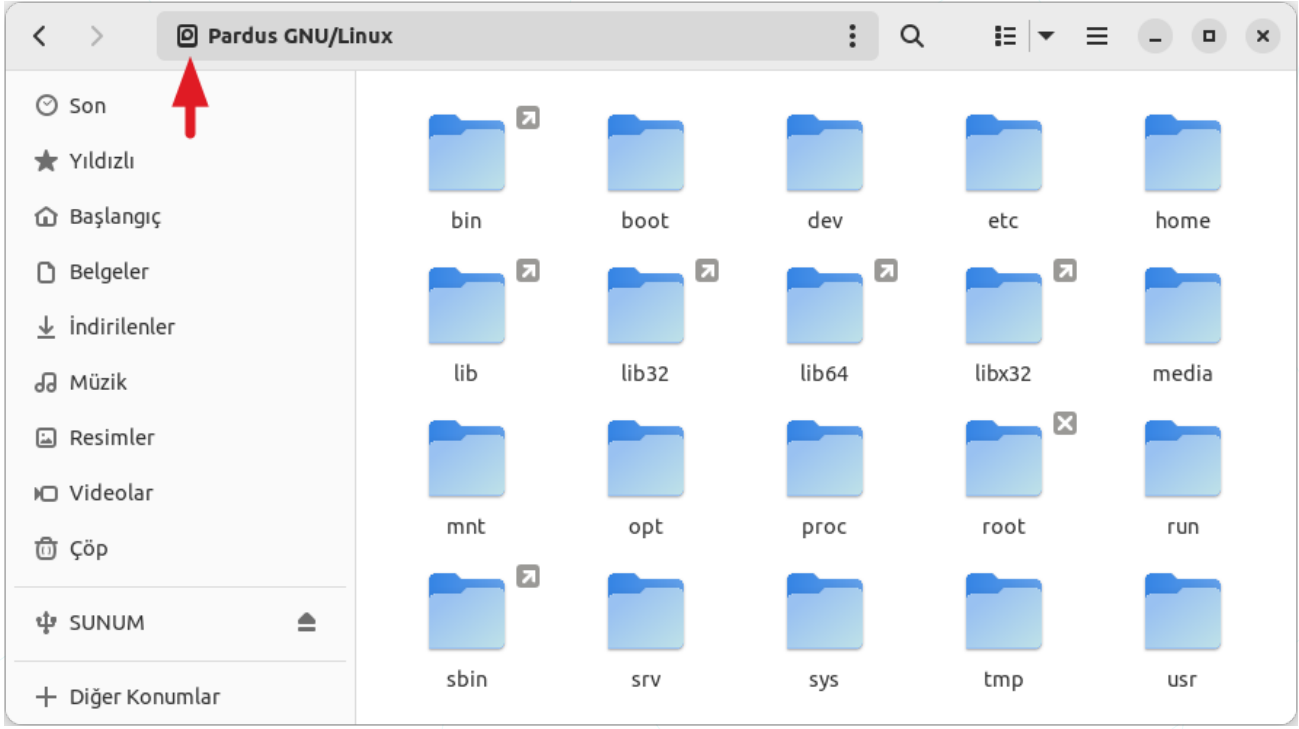 Pardus GNU/Linux
Son
Yıldızlı
Başlangıç
Belgeler
İndirilenler
Müzik
Resimler
Videolar
Çöp
SUNUM
Diğer Konumlar
bin boot dev etc home
lib lib32 lib64 libx32 media
mnt opt proc root run
sbin srv sys tmp usr